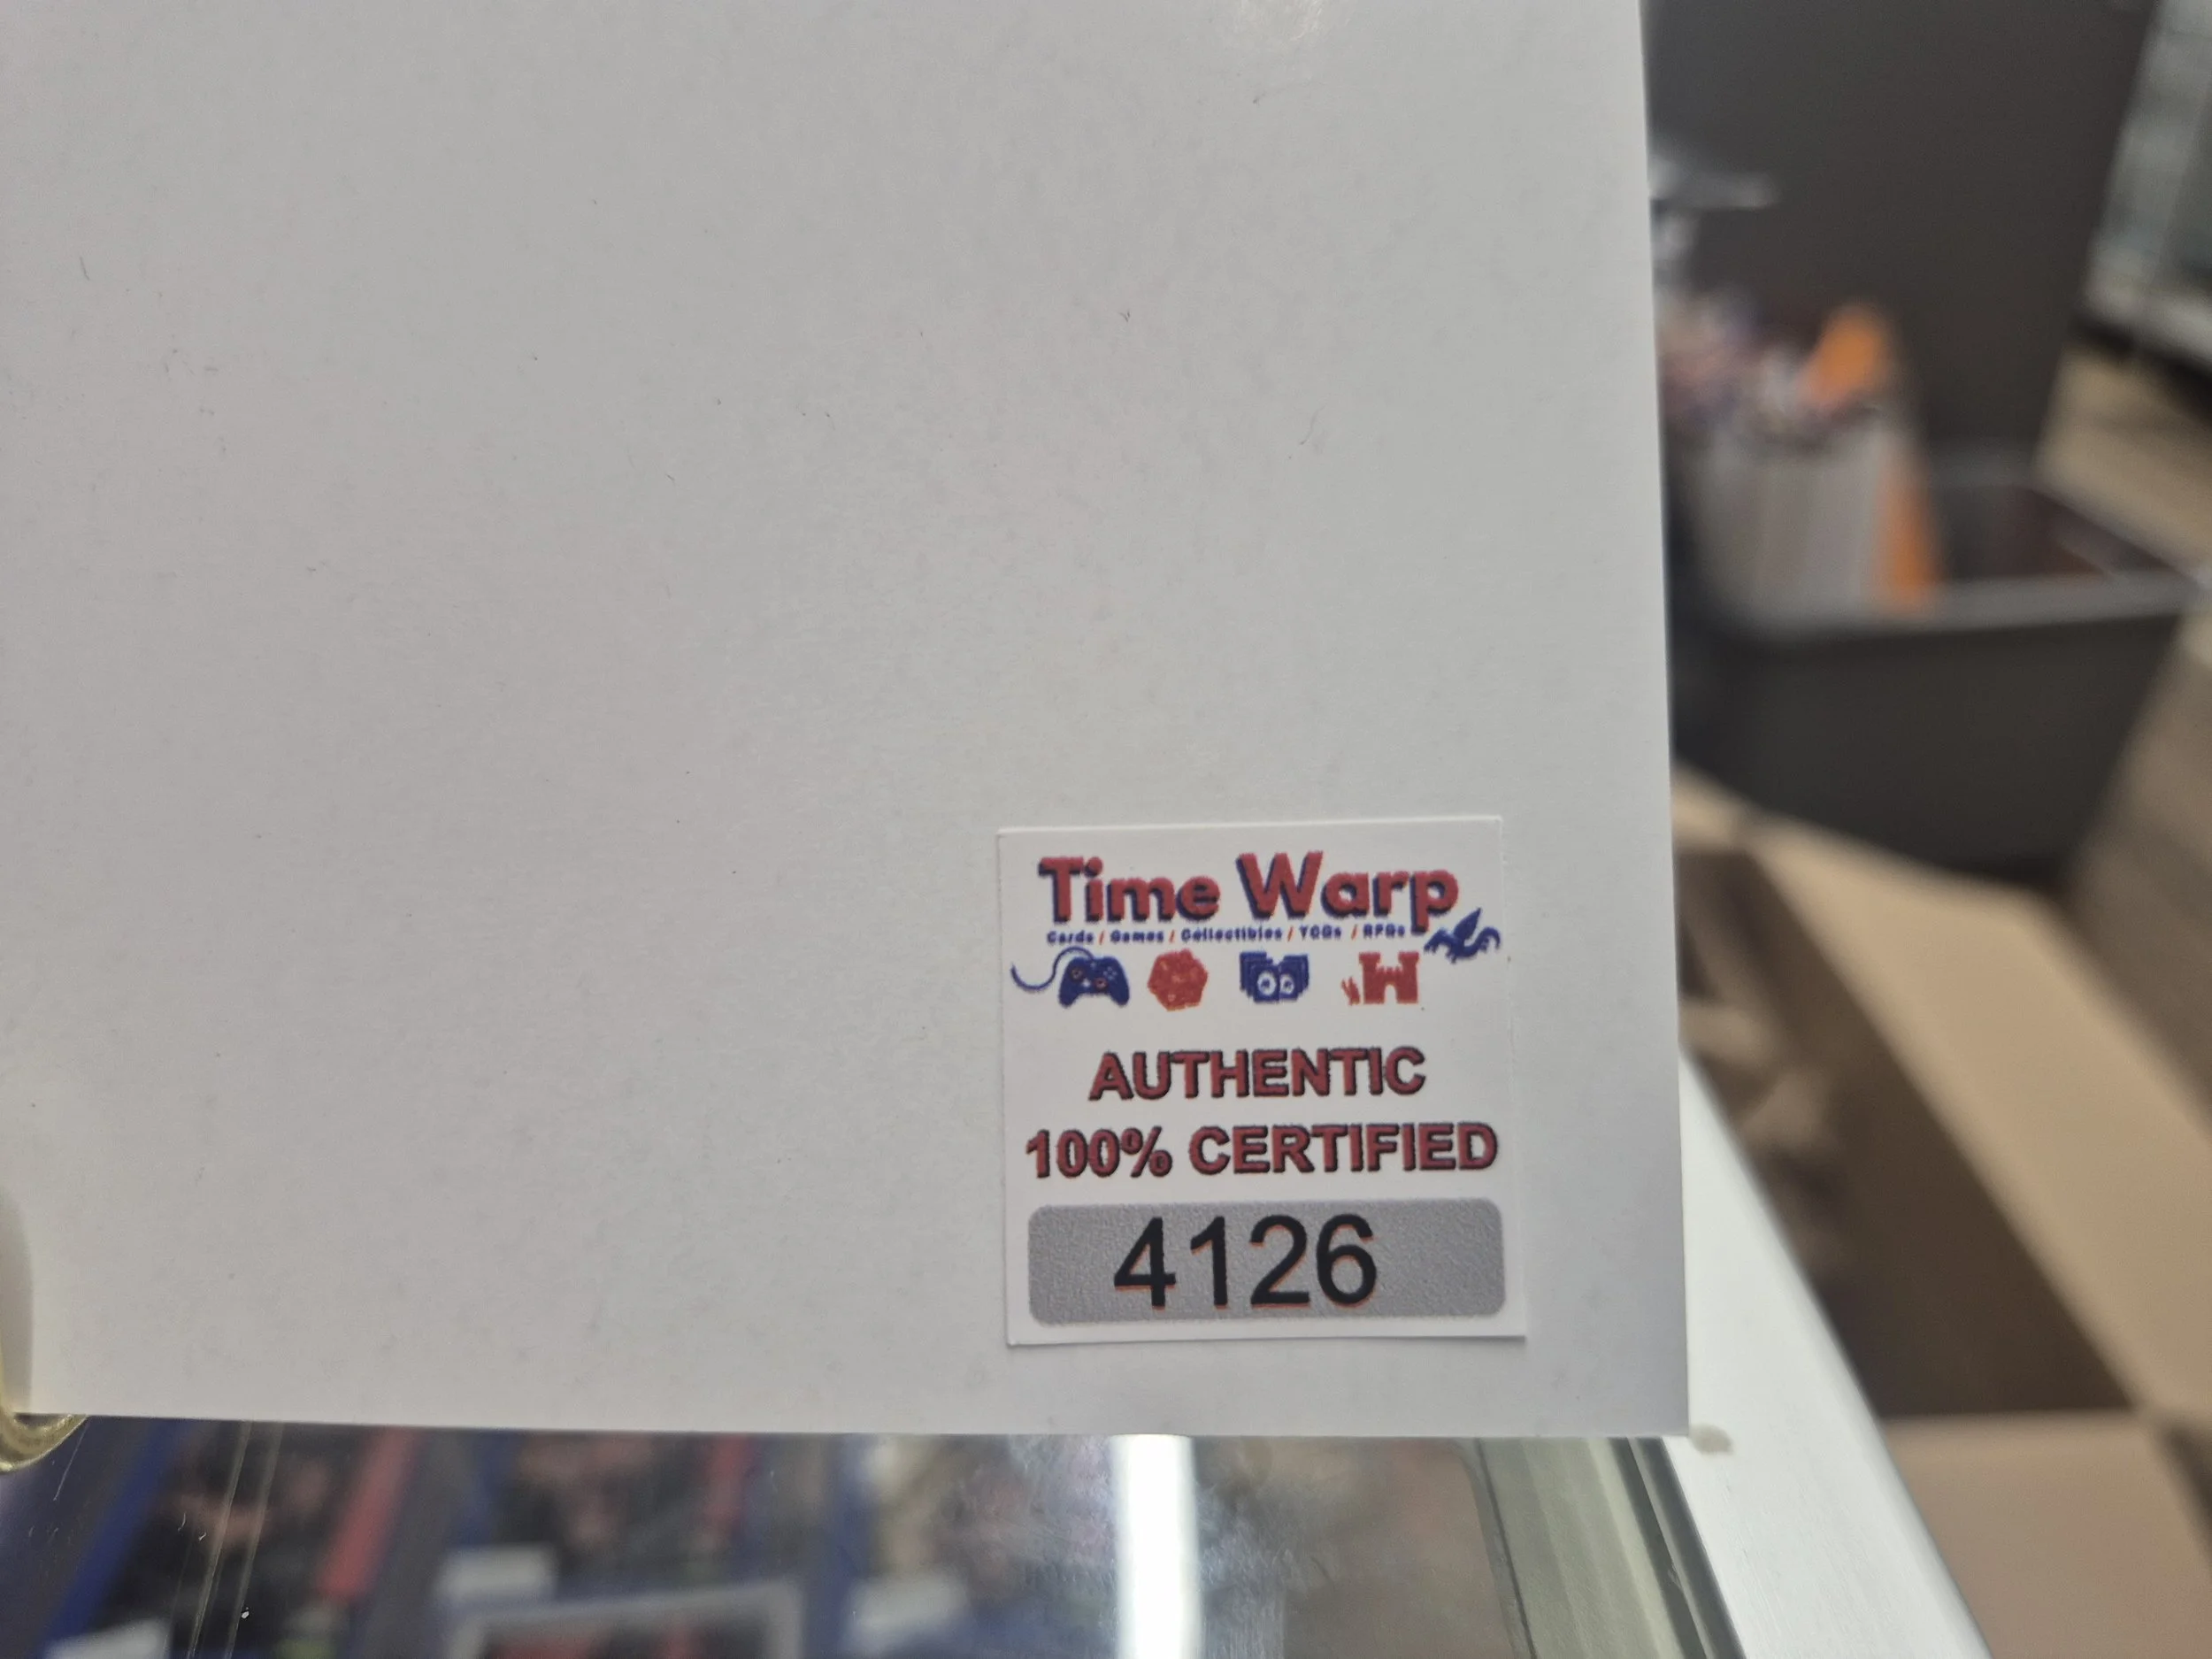 Time Warp
Cards / Games / Collectibles / TCGs / RPGs
AUTHENTIC
100% CERTIFIED
4126